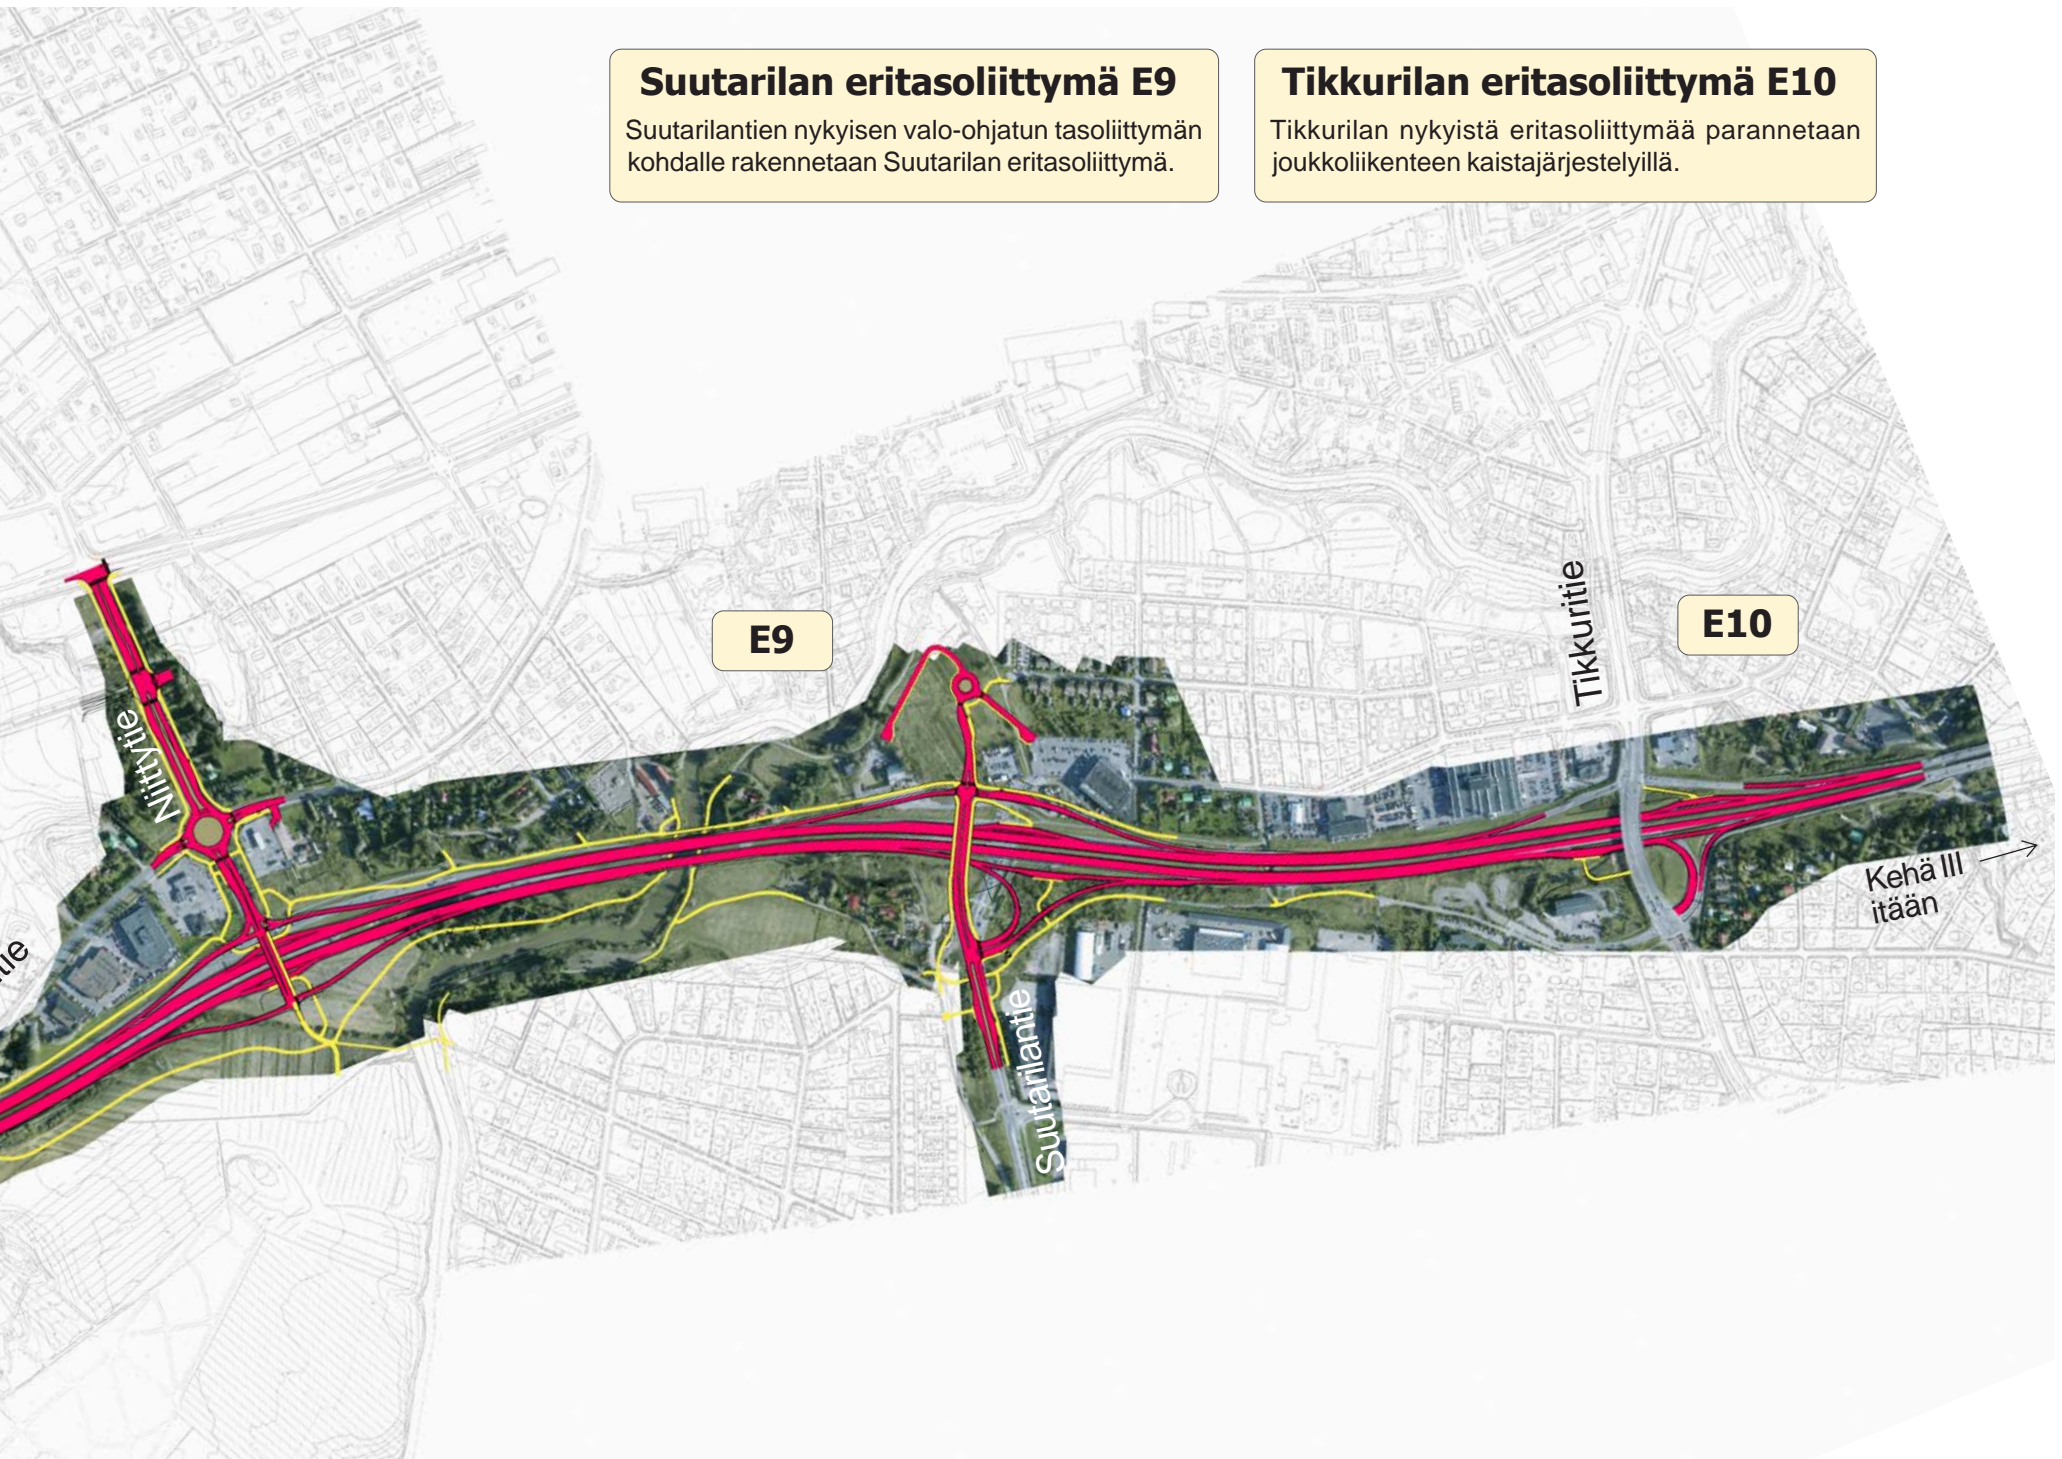 Suutarilan eritasoliittymä E9
Suutarilantien nykyisen valo-ohjatun tasoliittymän
kohdalle rakennetaan Suutarilan eritasoliittymä.
Tikkurilan eritasoliittymä E10
Tikkurilan nykyistä eritasoliittymää parannetaan
joukkoliikenteen kaistajärjestelyillä.
Tikkuritie
E9
E10
Niittytie
Kehä III
itään
tie
Suutarilantie